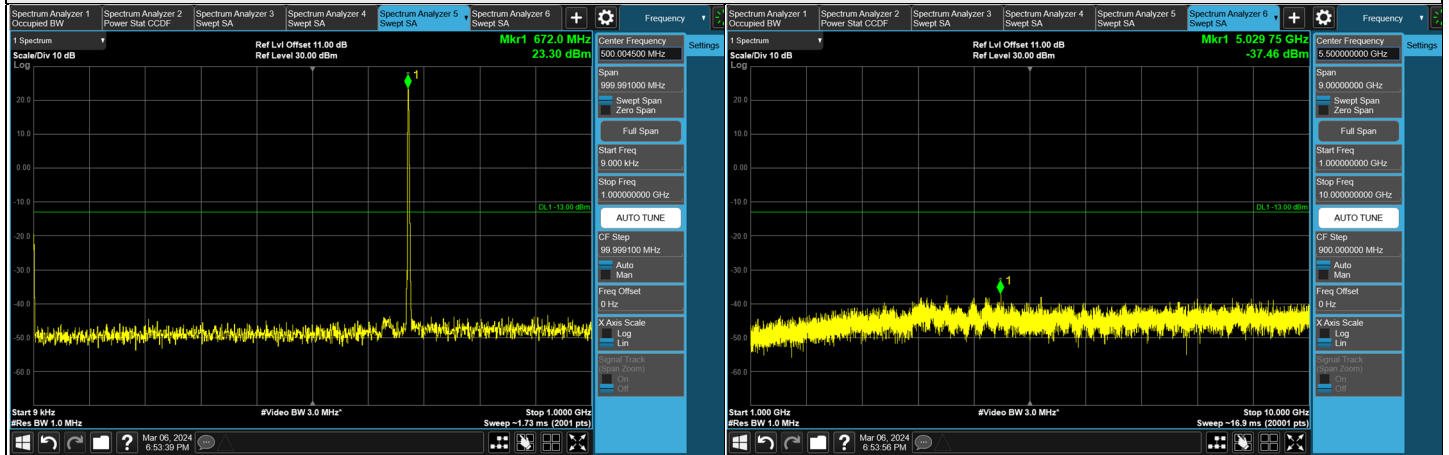 Spectrum Analyzer 1 Spectrum Analyzer 2 Spectrum Analyzer 3 Spectrum Analyzer 4 Spectrum Analyzer 5 Spectrum Analyzer 6
Occupied BW Power Stat CCDF Swept SA Swept SA Swept SA Swept SA
Frequency
1 Spectrum
Scale/Div 10 dB
Ref Lvl Offset 11.00 dB
Ref Level 30.00 dBm
Mkr1 672.0 MHz
23.30 dBm
Log
1
20.0
10.0
0.00
-10.0
DL1 -13.00 dBm
-20.0
-30.0
-40.0
-50.0
-60.0
Start 9 kHz
#Video BW 3.0 MHz*
Stop 1.0000 GHz
#Res BW 1.0 MHz
Sweep ~1.73 ms (2001 pts)
Center Frequency
500.004500 MHz
Settings
Span
999.991000 MHz
Swept Span
Zero Span
Full Span
Start Freq
9.000 kHz
Stop Freq
1.000000000 GHz
AUTO TUNE
CF Step
99.999100 MHz
Auto
Man
Freq Offset
0 Hz
X Axis Scale
Log
Lin
Signal Track
(Span Zoom)
On
Off
?
Mar 06, 2024
6:53:39 PM
Spectrum Analyzer 1 Spectrum Analyzer 2 Spectrum Analyzer 3 Spectrum Analyzer 4 Spectrum Analyzer 5 Spectrum Analyzer 6
Occupied BW Power Stat CCDF Swept SA Swept SA Swept SA Swept SA
Frequency
1 Spectrum
Scale/Div 10 dB
Ref Lvl Offset 11.00 dB
Ref Level 30.00 dBm
Mkr1 5.029 75 GHz
-37.46 dBm
Log
20.0
10.0
0.00
-10.0
DL1 -13.00 dBm
-20.0
-30.0
1
-40.0
-50.0
-60.0
Start 1.000 GHz
#Video BW 3.0 MHz*
Stop 10.000 GHz
#Res BW 1.0 MHz
Sweep ~16.9 ms (20001 pts)
Center Frequency
5.500000000 GHz
Settings
Span
9.00000000 GHz
Swept Span
Zero Span
Full Span
Start Freq
1.000000000 GHz
Stop Freq
10.000000000 GHz
AUTO TUNE
CF Step
900.000000 MHz
Auto
Man
Freq Offset
0 Hz
X Axis Scale
Log
Lin
Signal Track
(Span Zoom)
On
Off
?
Mar 06, 2024
6:53:56 PM